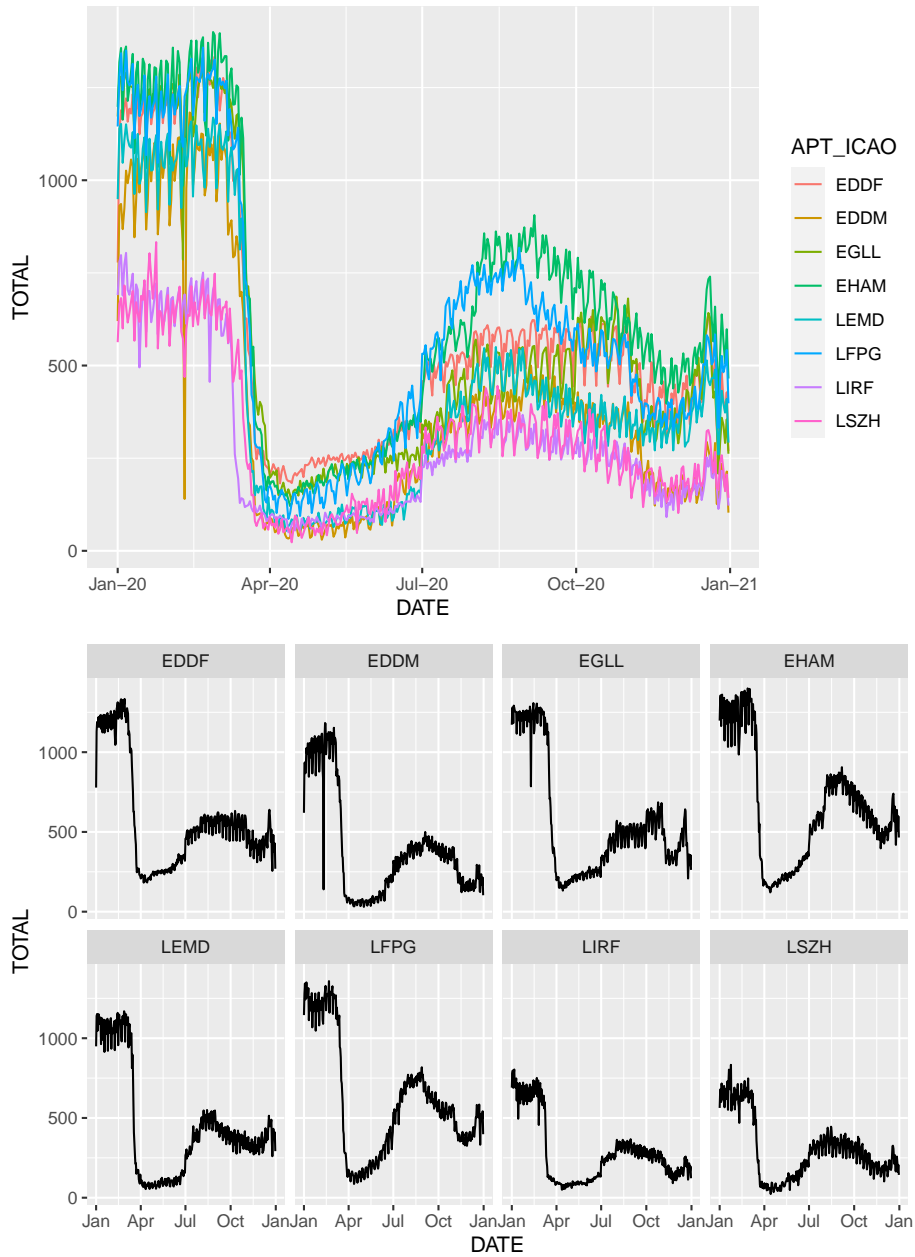 TOTAL
1000
500
0
Jan−20 Apr−20 Jul−20 Oct−20 Jan−21
DATE
APT_ICAO
EDDF
EDDM
EGLL
EHAM
LEMD
LFPG
LIRF
LSZH
TOTAL
EDDF EDDM EGLL EHAM
1000
500
0
LEMD LFPG LIRF LSZH
1000
500
0
Jan Apr Jul Oct Jan Jan Apr Jul Oct Jan Jan Apr Jul Oct Jan Jan Apr Jul Oct Jan
DATE